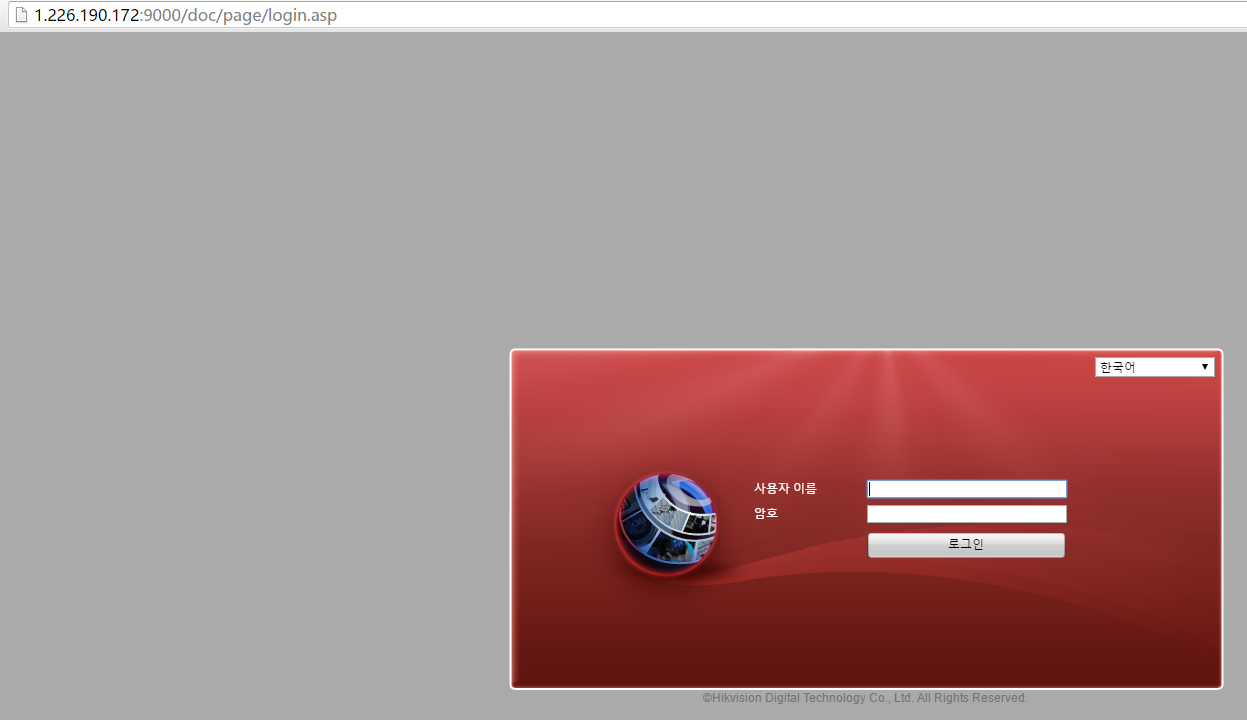 1.226.190.172:9000/doc/page/login.asp
한국어
사용자 이름
암호
로그인
©Hikvision Digital Technology Co., Ltd. All Rights Reserved.